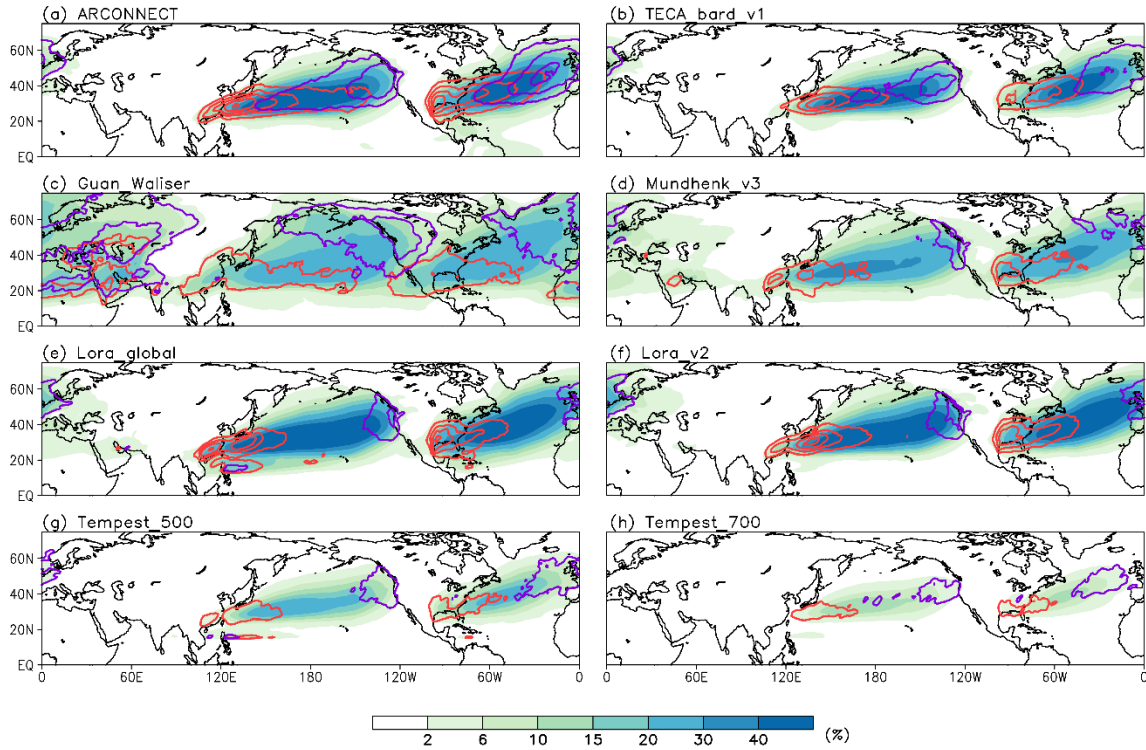 (a) ARCONNECT
(b) TECA_bard_v1
60N
40N
20N
EQ
(c) Guan_Waliser
(d) Mundhenk_v3
60N
40N
20N
EQ
(e) Lora_global
(f) Lora_v2
60N
40N
20N
EQ
(g) Tempest_500
(h) Tempest_700
60N
40N
20N
EQ
0 60E 120E 180 120W 60W 0 0 60E 120E 180 120W 60W 0
2 6 10 15 20 30 40 (%)